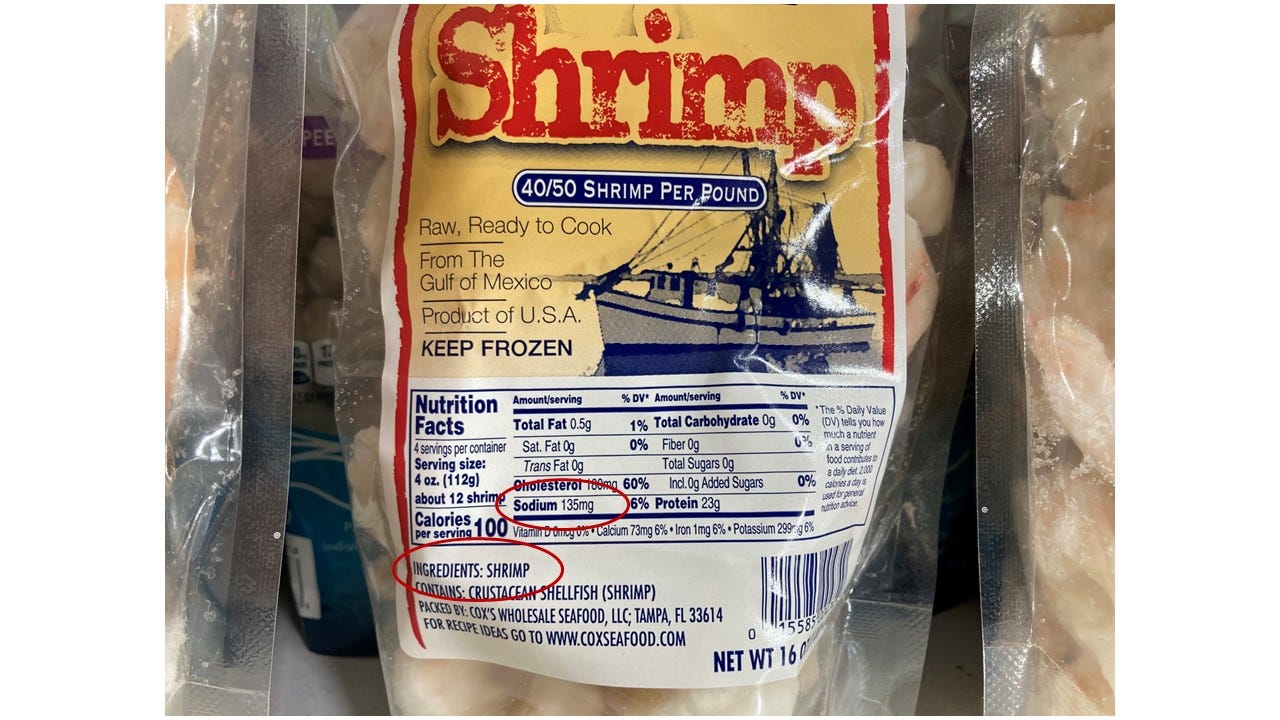 Shrimp
40/50 SHRIMP PER POUND
Raw, Ready to Cook
From The
Gulf of Mexico
Product of U.S.A.
KEEP FROZEN
Nutrition
Facts
4 servings per container
Serving size:
4 oz. (112g)
about 12 shrimp
Calories
per serving 100
Amount/serving % DV* Amount/serving % DV*
Total Fat 0.5g 1% Total Carbohydrate 0g 0%
Sat. Fat 0g 0% Fiber 0g 0%
Trans Fat 0g Total Sugars 0g
Cholesterol 180mg 60% Incl.0g Added Sugars 0%
Sodium 135mg 6% Protein 23g
Vitamin D 0mcg 0% • Calcium 73mg 6% • Iron 1mg 6% • Potassium 299mg 6%
*The % Daily Value
(DV) tells you how
much a nutrient
in a serving of
food contributes to
a daily diet. 2,000
calories a day is
used for general
nutrition advice.
INGREDIENTS: SHRIMP
CONTAINS: CRUSTACEAN SHELLFISH (SHRIMP)
PACKED BY: COX'S WHOLESALE SEAFOOD, LLC; TAMPA, FL 33614
FOR RECIPE IDEAS GO TO WWW.COXSEAFOOD.COM
NET WT 16